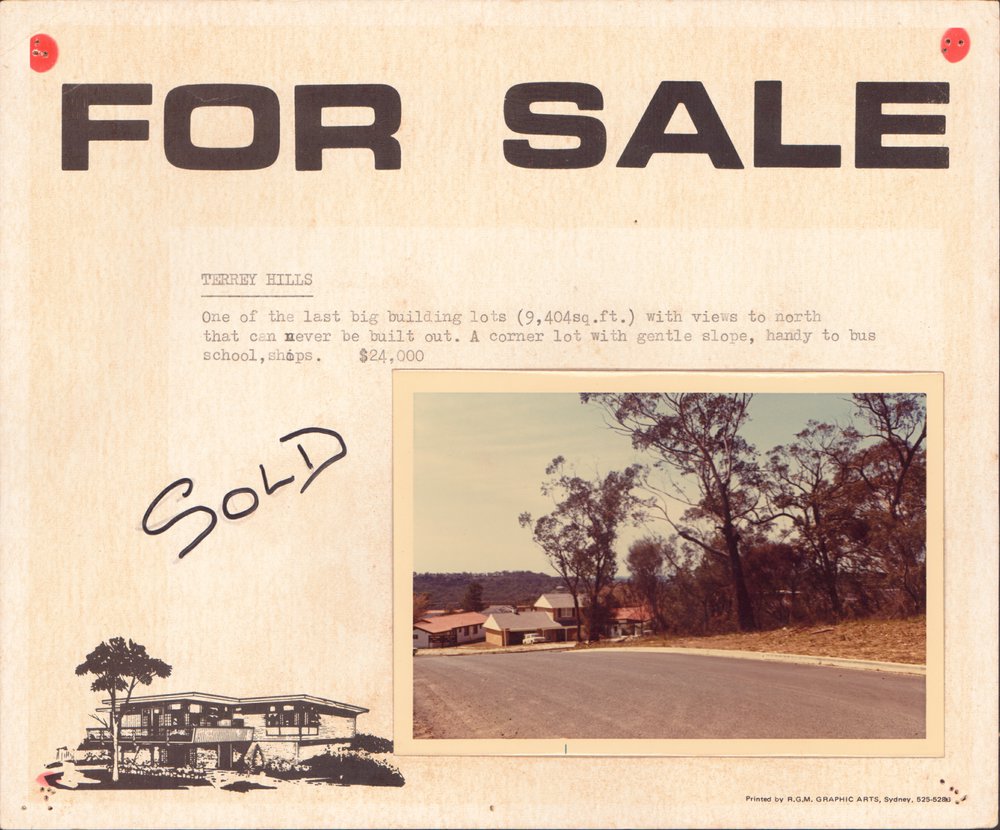 FOR SALE
TERREY HILLS
One of the last big building lots (9,404sq.ft.) with views to north
that can never be built out. A corner lot with gentle slope, handy to bus
school,shops. $24,000
SOLD
Printed by R.G.M. GRAPHIC ARTS, Sydney, 525-5286